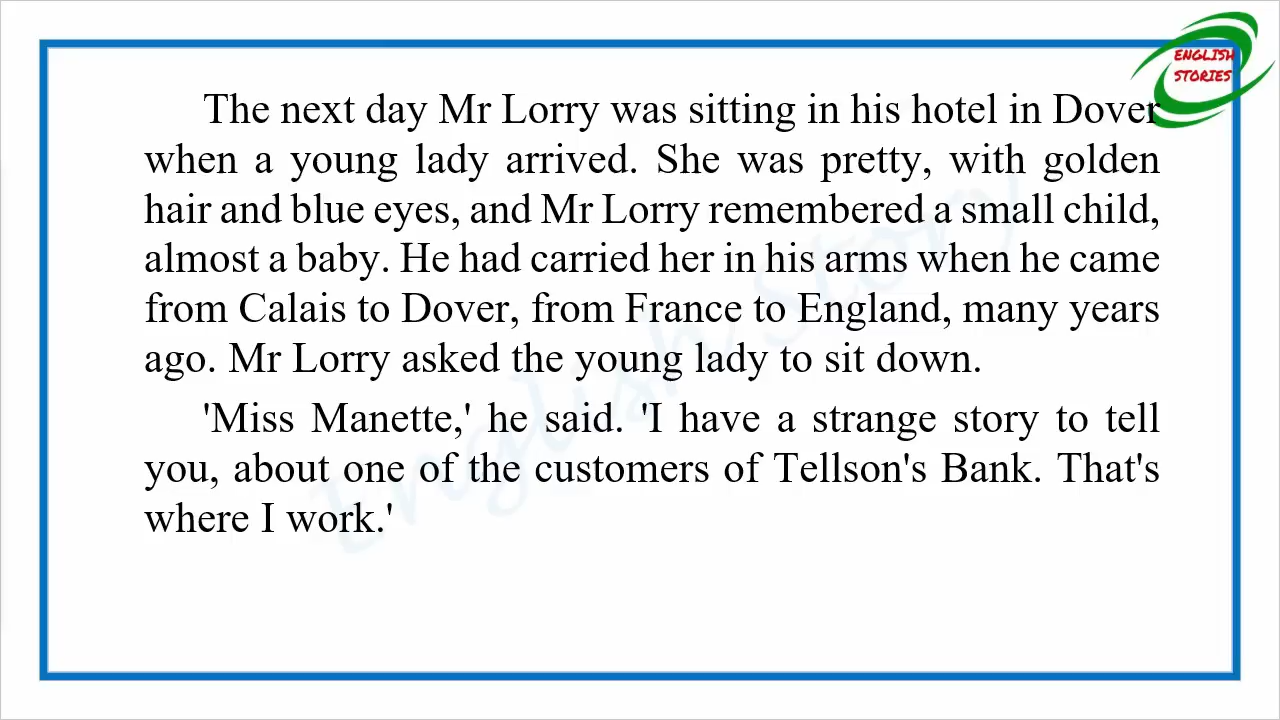 ENGLISH
STORIES
The next day Mr Lorry was sitting in his hotel in Dover
when a young lady arrived. She was pretty, with golden
hair and blue eyes, and Mr Lorry remembered a small child,
almost a baby. He had carried her in his arms when he came
from Calais to Dover, from France to England, many years
ago. Mr Lorry asked the young lady to sit down.
'Miss Manette,' he said. 'I have a strange story to tell
you, about one of the customers of Tellson's Bank. That's
where I work.'
English Story